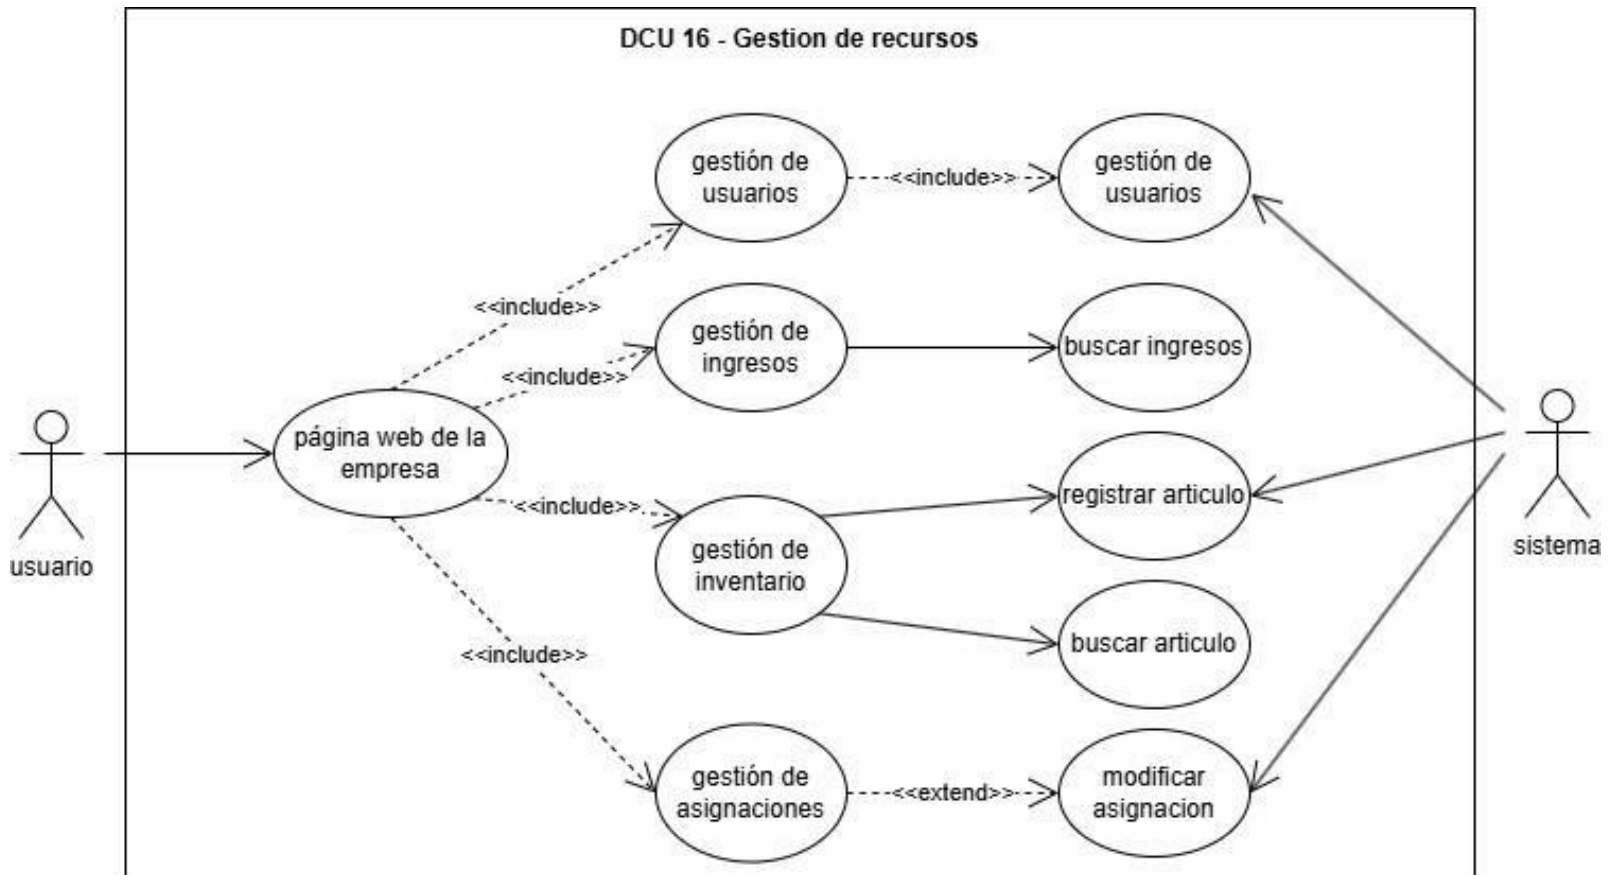 DCU 16 - Gestion de recursos
gestión de
usuarios
<<include>>
gestión de
usuarios
<<include>>
gestión de
ingresos
buscar ingresos
<<include>>
página web de la
empresa
usuario
<<include>>
gestión de
inventario
registrar articulo
sistema
buscar articulo
<<include>>
gestión de
asignaciones
<<extend>>
modificar
asignacion